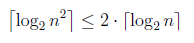 ⌈log₂ n²⌉ ≤ 2 · ⌈log₂ n⌉